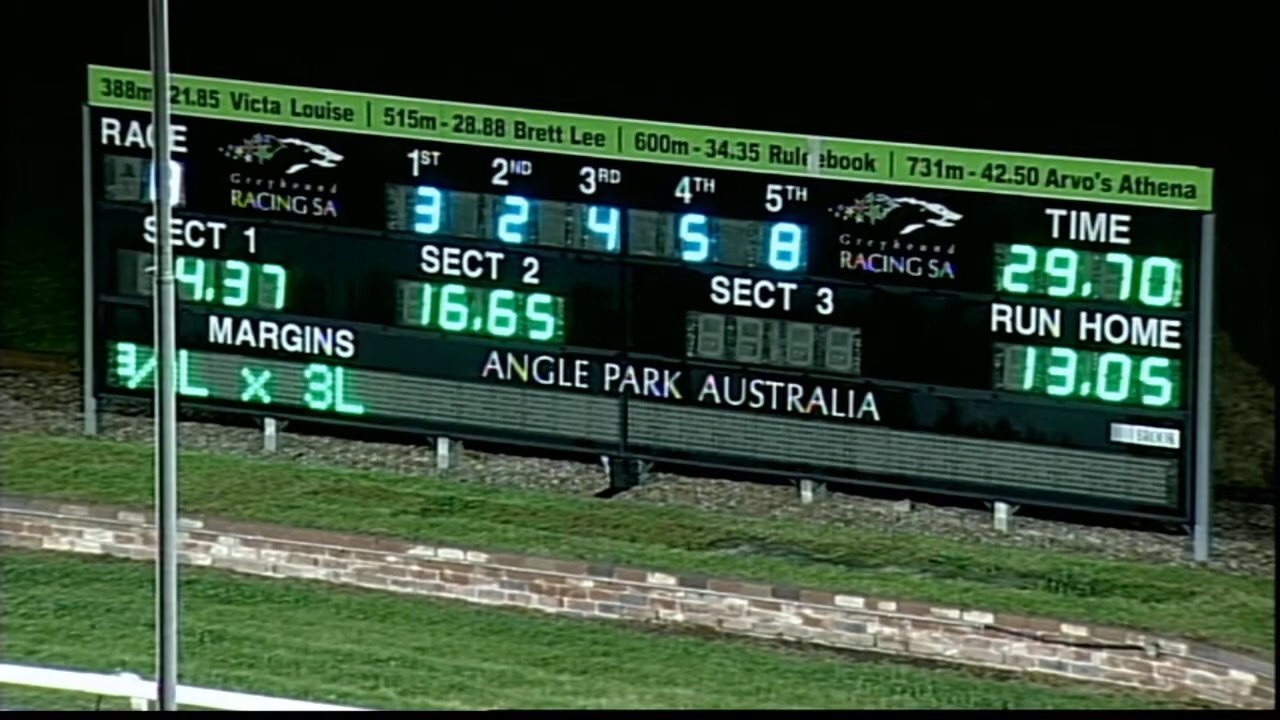 388m 21.85 Victa Louise | 515m - 28.88 Brett Lee | 600m - 34.35 Rulebook | 731m - 42.50 Arvo's Athena
RACE
Greyhound
RACING SA
1ST 2ND 3RD 4TH 5TH
3 2 4 5 8
Greyhound
RACING SA
TIME
29.70
SECT 1
4.37
SECT 2
16.65
SECT 3
RUN HOME
13.05
MARGINS
3/ L x 3L
ANGLE PARK AUSTRALIA